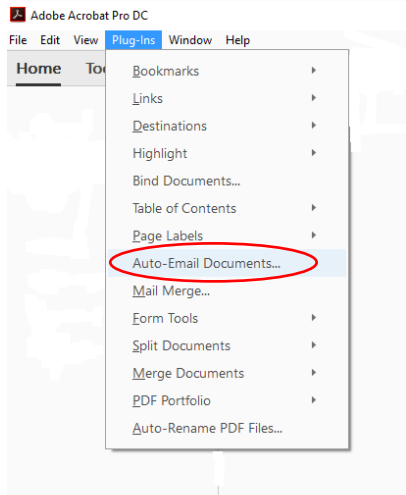 Adobe Acrobat Pro DC
File Edit View Plug-Ins Window Help
Home
Bookmarks
Links
Destinations
Highlight
Bind Documents...
Table of Contents
Page Labels
Auto-Email Documents...
Mail Merge...
Form Tools
Split Documents
Merge Documents
PDF Portfolio
Auto-Rename PDF Files...